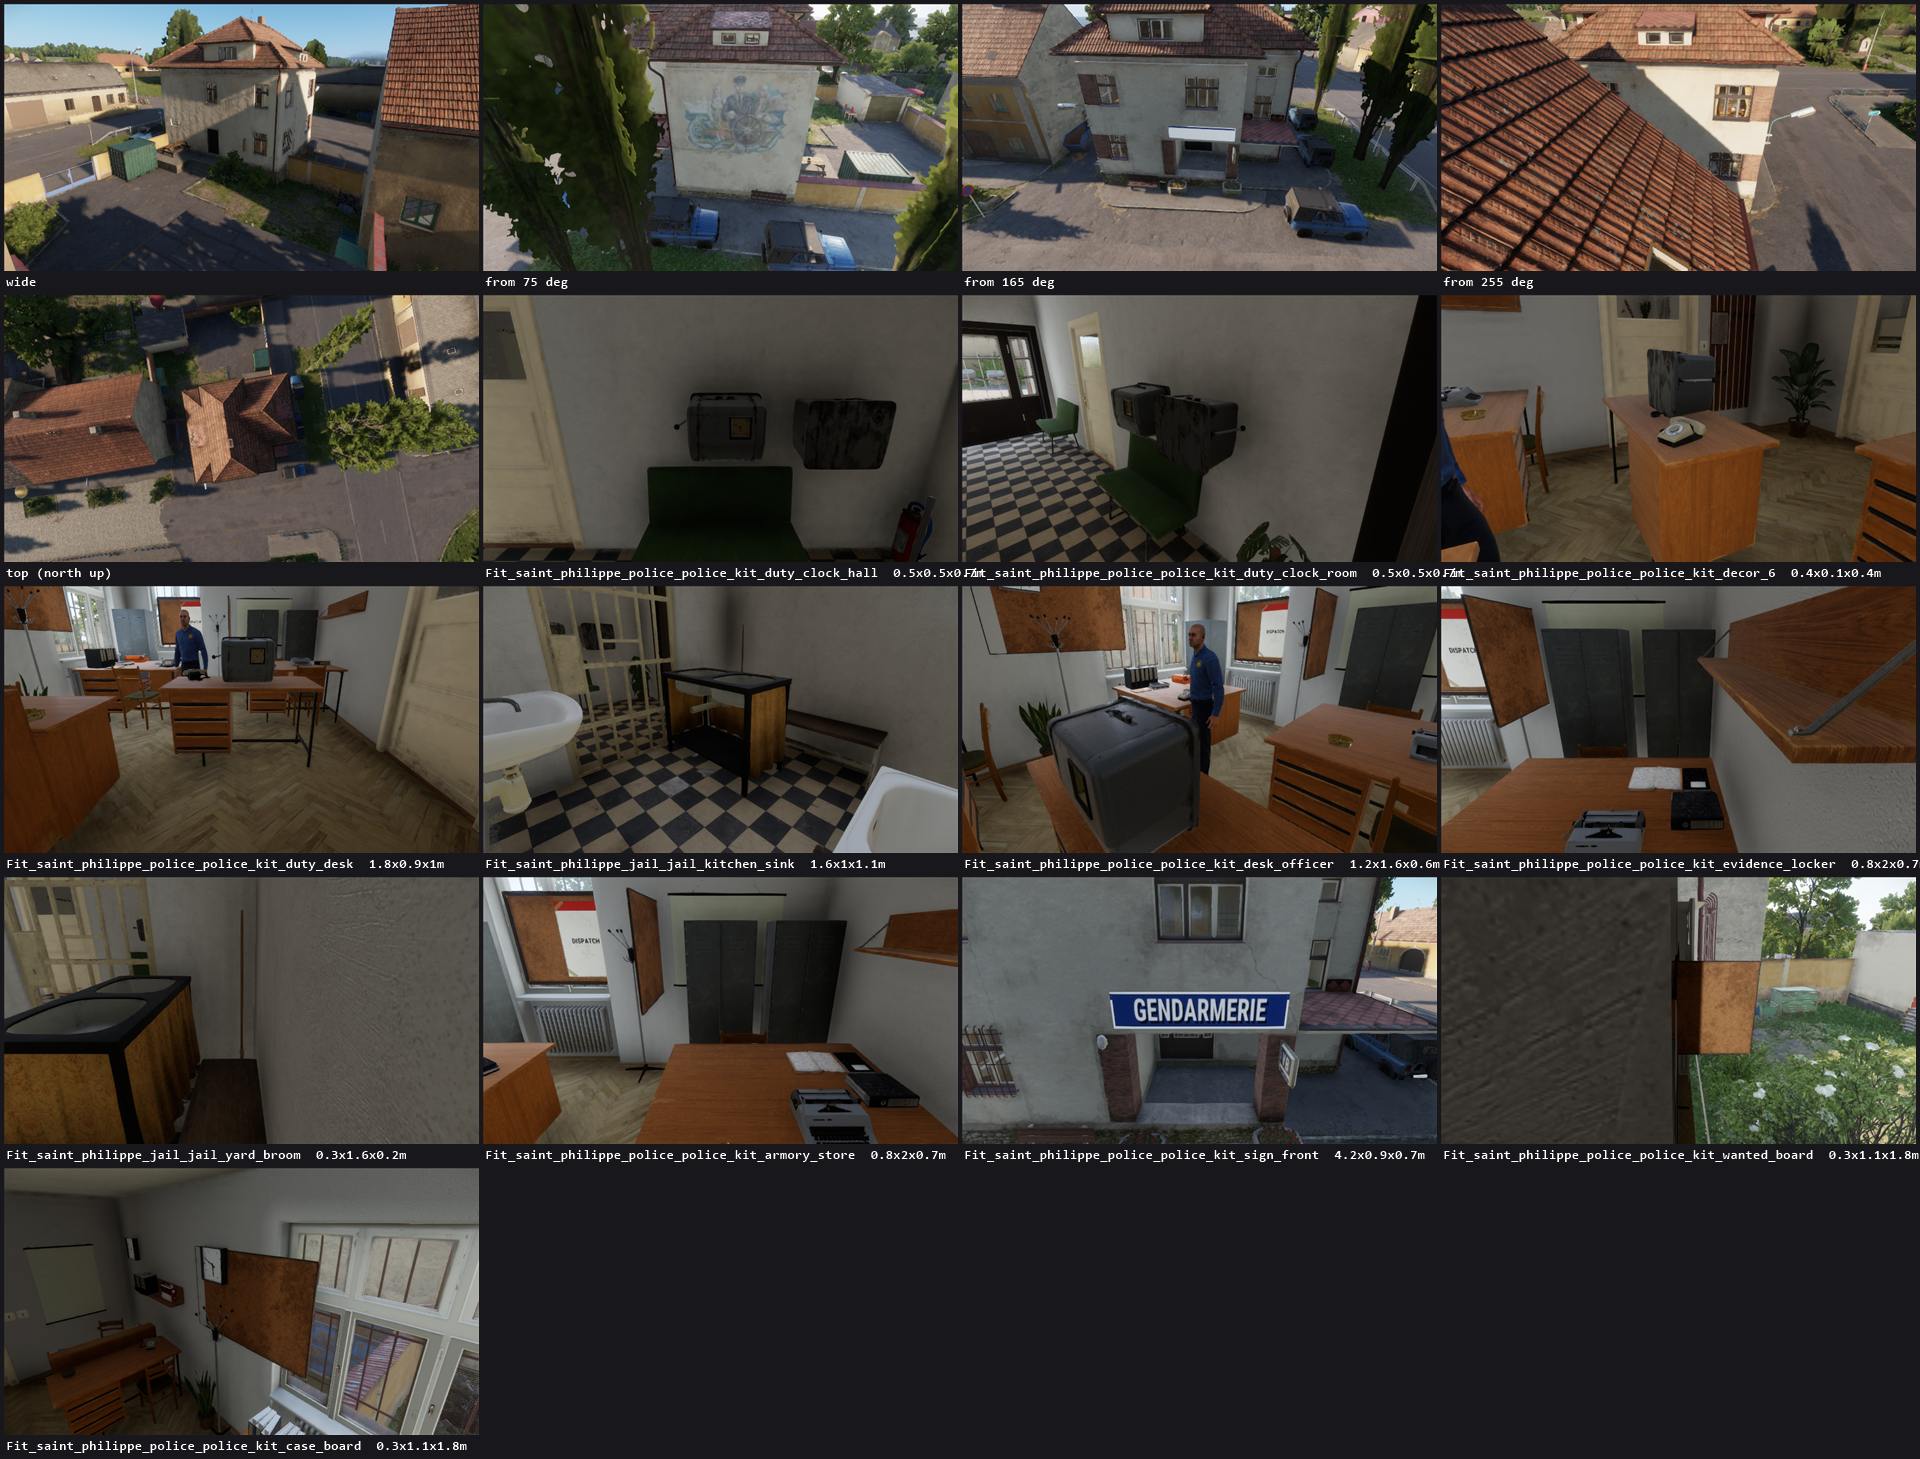 wide
from 75 deg
from 165 deg
from 255 deg
top (north up)
Fit_saint_philippe_police_police_kit_duty_clock_hall 0.5x0.5x0.
Fit_saint_philippe_police_police_kit_duty_clock_room 0.5x0.5x0.
Fit_saint_philippe_police_police_kit_decor_6 0.4x0.1x0.4m
DISPATCH
DISPATCH
Fit_saint_philippe_police_police_kit_duty_desk 1.8x0.9x1m
Fit_saint_philippe_jail_jail_kitchen_sink 1.6x1x1.1m
Fit_saint_philippe_police_police_kit_desk_officer 1.2x1.6x0.6m
Fit_saint_philippe_police_police_kit_evidence_locker 0.8x2x0.7
DISPATCH
GENDARMERIE
Fit_saint_philippe_jail_jail_yard_broom 0.3x1.6x0.2m
Fit_saint_philippe_police_police_kit_armory_store 0.8x2x0.7m
Fit_saint_philippe_police_police_kit_sign_front 4.2x0.9x0.7m
Fit_saint_philippe_police_police_kit_wanted_board 0.3x1.1x1.8m
Fit_saint_philippe_police_police_kit_case_board 0.3x1.1x1.8m